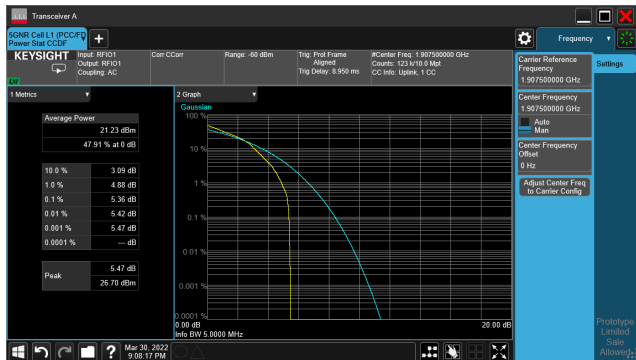 Transceiver A
5GNR Cell L1 (PCC/FD
Power Stat CCDF
Frequency
KEYSIGHT
LXI
Input: RFIO1
Output: RFIO1
Coupling: AC
Corr CCorr
Range: -60 dBm
Trig: Prot Frame
Aligned
Trig Delay: 8.950 ms
#Center Freq: 1.907500000 GHz
Counts: 123 k/10.0 Mpt
CC Info: Uplink, 1 CC
1 Metrics
Average Power
21.23 dBm
47.91 % at 0 dB
10.0 % 3.09 dB
1.0 % 4.88 dB
0.1 % 5.36 dB
0.01 % 5.42 dB
0.001 % 5.47 dB
0.0001 % --- dB
Peak
5.47 dB
26.70 dBm
2 Graph
Gaussian
100 %
10 %
1 %
0.1 %
0.01 %
0.001 %
0.0001 %
0.00 dB 20.00 dB
Info BW 5.0000 MHz
Carrier Reference
Frequency
1.907500000 GHz
Center Frequency
1.907500000 GHz
Auto
Man
Center Frequency
Offset
0 Hz
Adjust Center Freq
to Carrier Config
Settings
Prototype
Limited
Sale
Allowed
?
Mar 30, 2022
9:08:17 PM